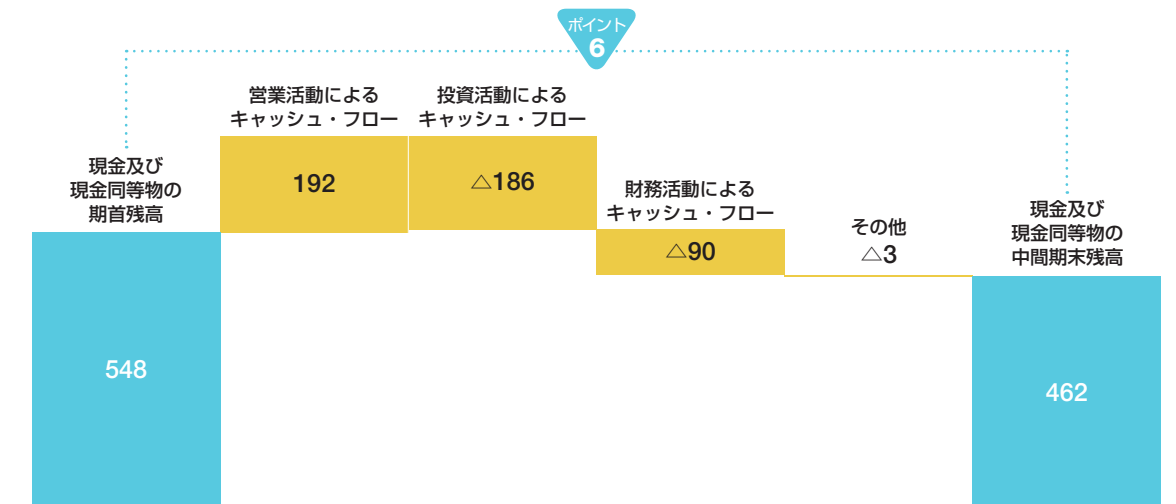 ポイント
6
現金及び
現金同等物の
期首残高
548
営業活動による
キャッシュ・フロー
192
投資活動による
キャッシュ・フロー
△186
財務活動による
キャッシュ・フロー
△90
その他
△3
現金及び
現金同等物の
中間期末残高
462